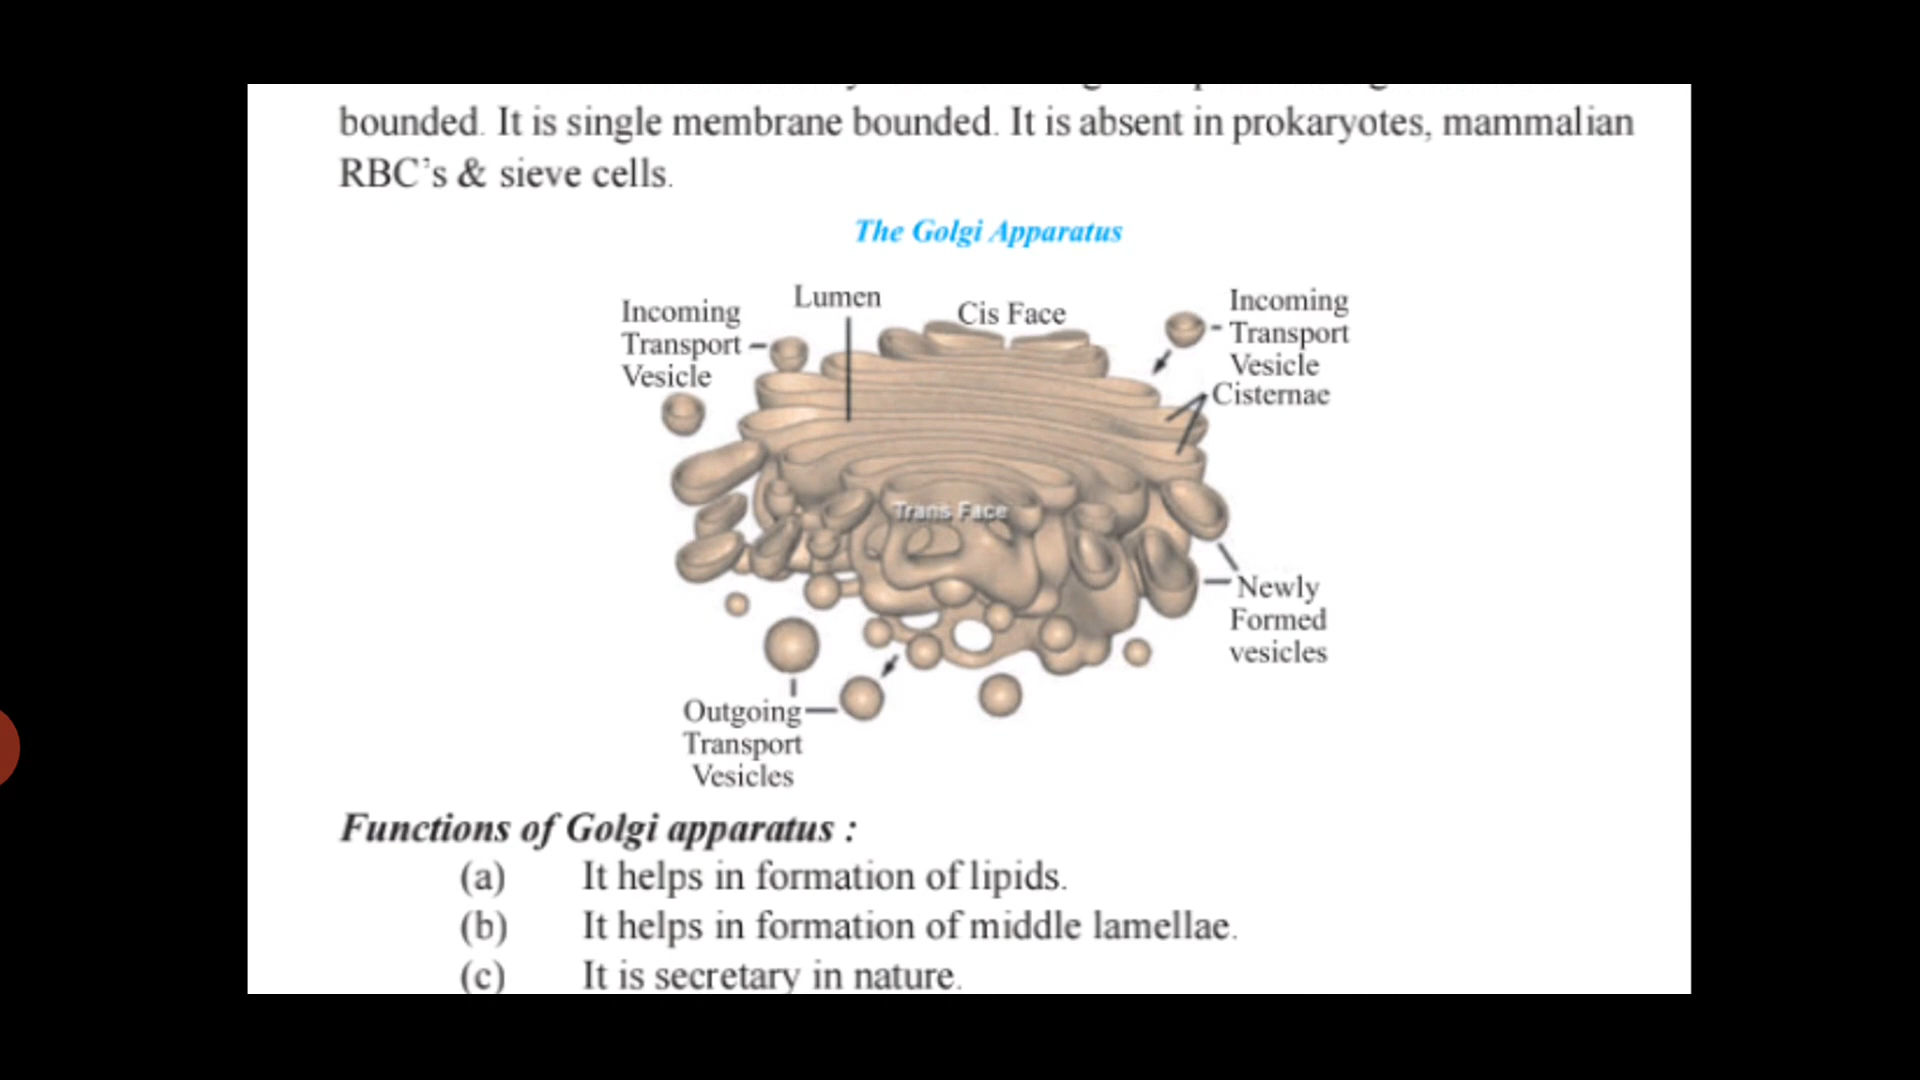 bounded. It is single membrane bounded. It is absent in prokaryotes, mammalian
RBC's & sieve cells.
The Golgi Apparatus
Incoming
Transport
Vesicle
Lumen
Cis Face
Incoming
Transport
Vesicle
Cisternae
Trans Face
Newly
Formed
vesicles
Outgoing
Transport
Vesicles
Functions of Golgi apparatus :
(a) It helps in formation of lipids.
(b) It helps in formation of middle lamellae.
(c) It is secretary in nature.